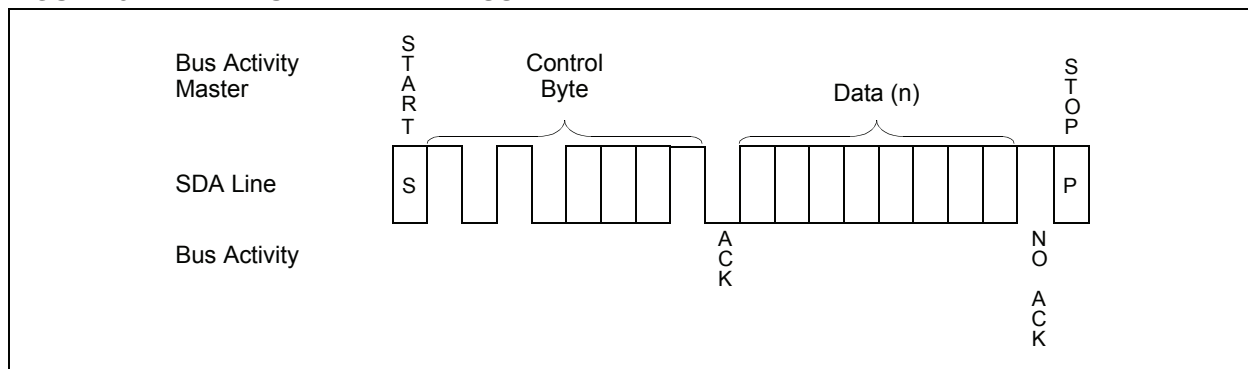 Bus Activity
Master
START
Control
Byte
Data (n)
STOP
SDA Line
S
P
Bus Activity
ACK
NO ACK